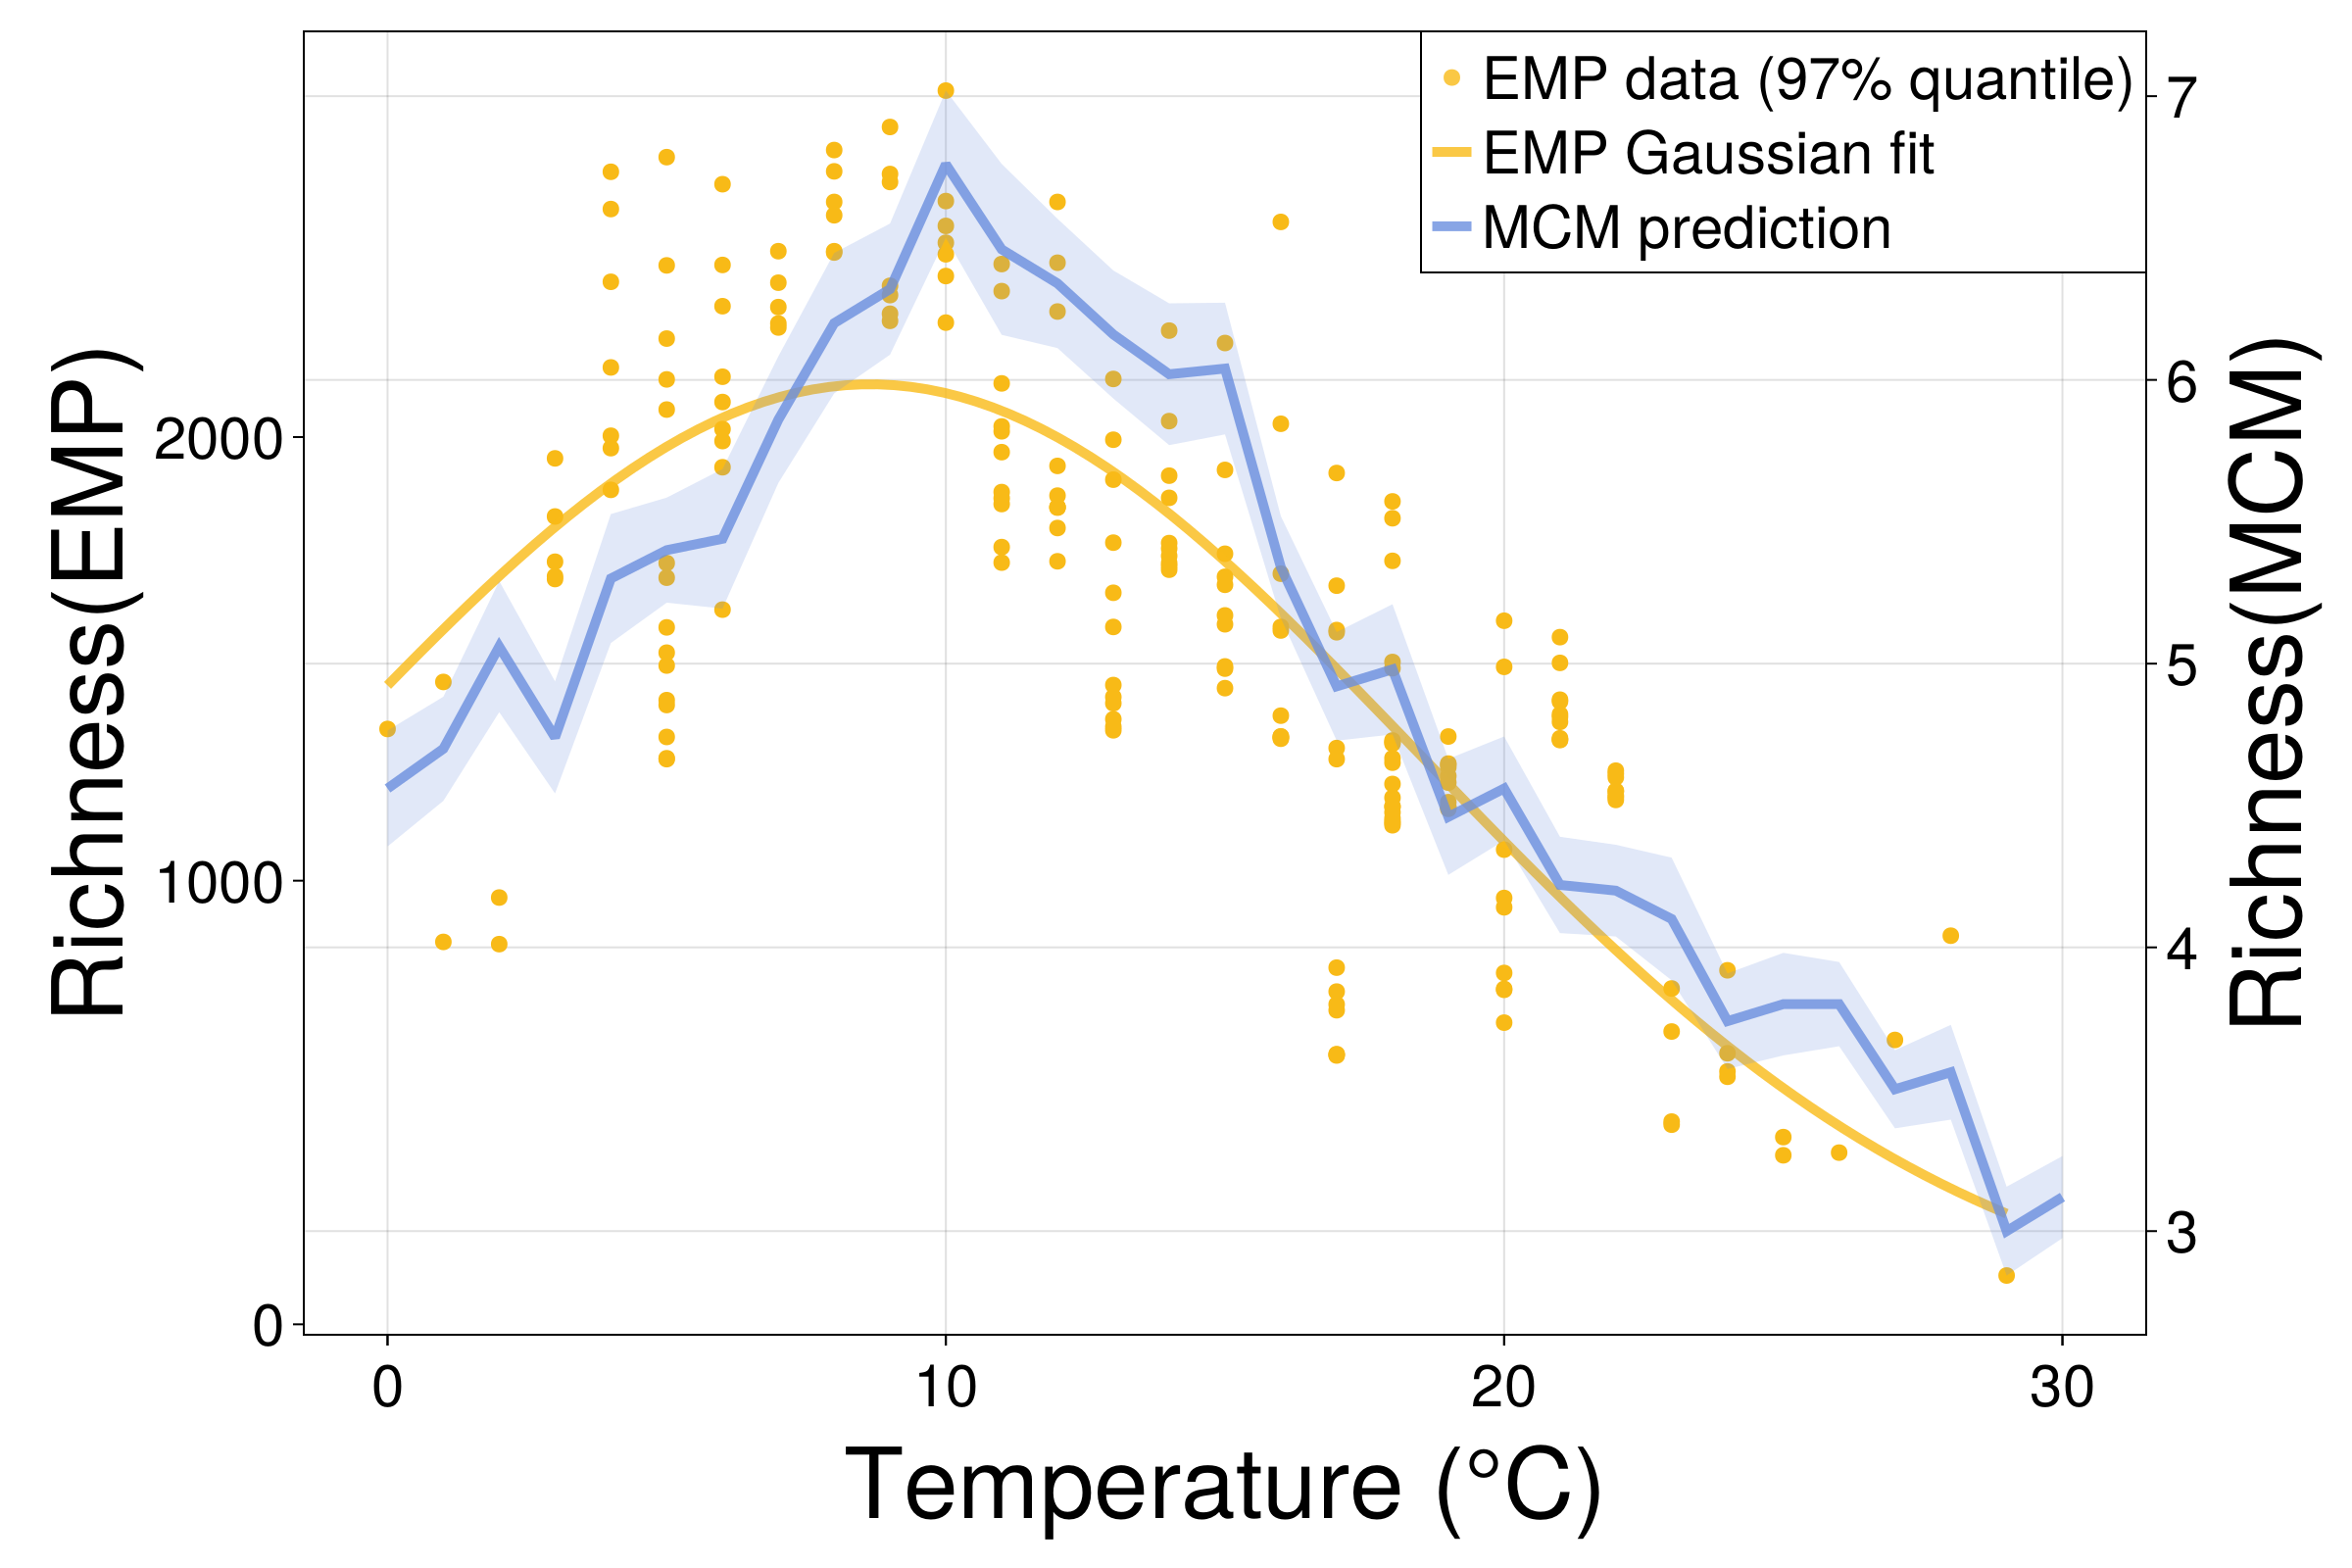 EMP data (97% quantile)
EMP Gaussian fit
MCM prediction
Richness(EMP)
2000
1000
0
7
6
5
4
3
Richness(MCM)
0 10 20 30
Temperature (°C)